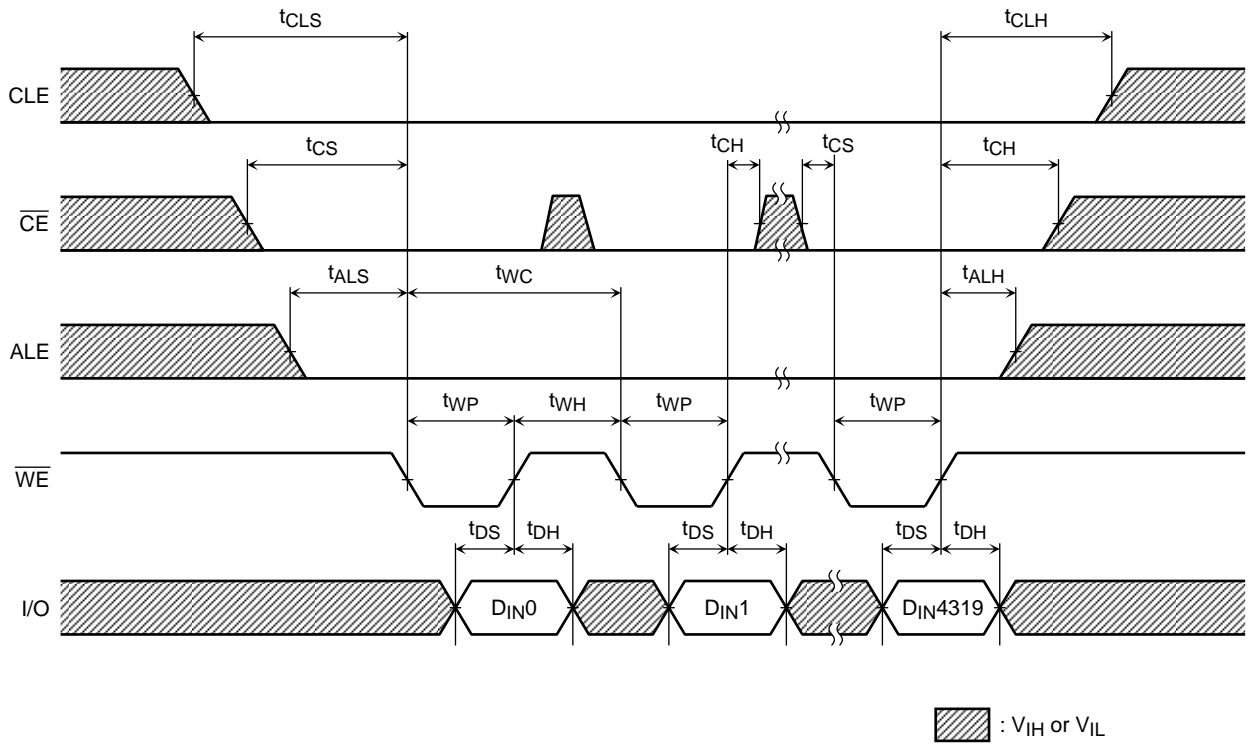 tCLS tCLH
CLE
tCS tCH tCS tCH
CE
tALS tWC tALH
ALE
tWP tWH tWP tWP
WE
tDS tDH tDS tDH tDS tDH
I/O DIN0 DIN1 DIN4319
: VIH or VIL